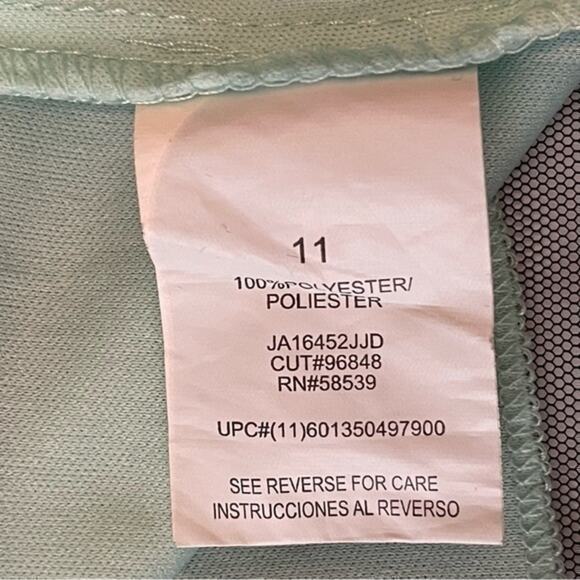 11
100%POLYESTER/
POLIESTER
JA16452JJD
CUT#96848
RN#58539
UPC#(11)601350497900
SEE REVERSE FOR CARE
INSTRUCCIONES AL REVERSO